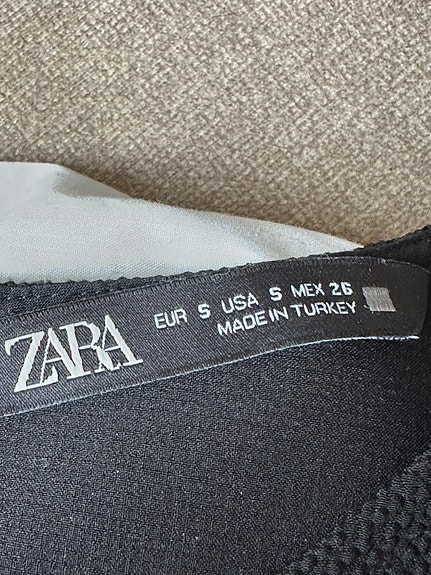 ZARA
EUR S USA S MEX 26
MADE IN TURKEY